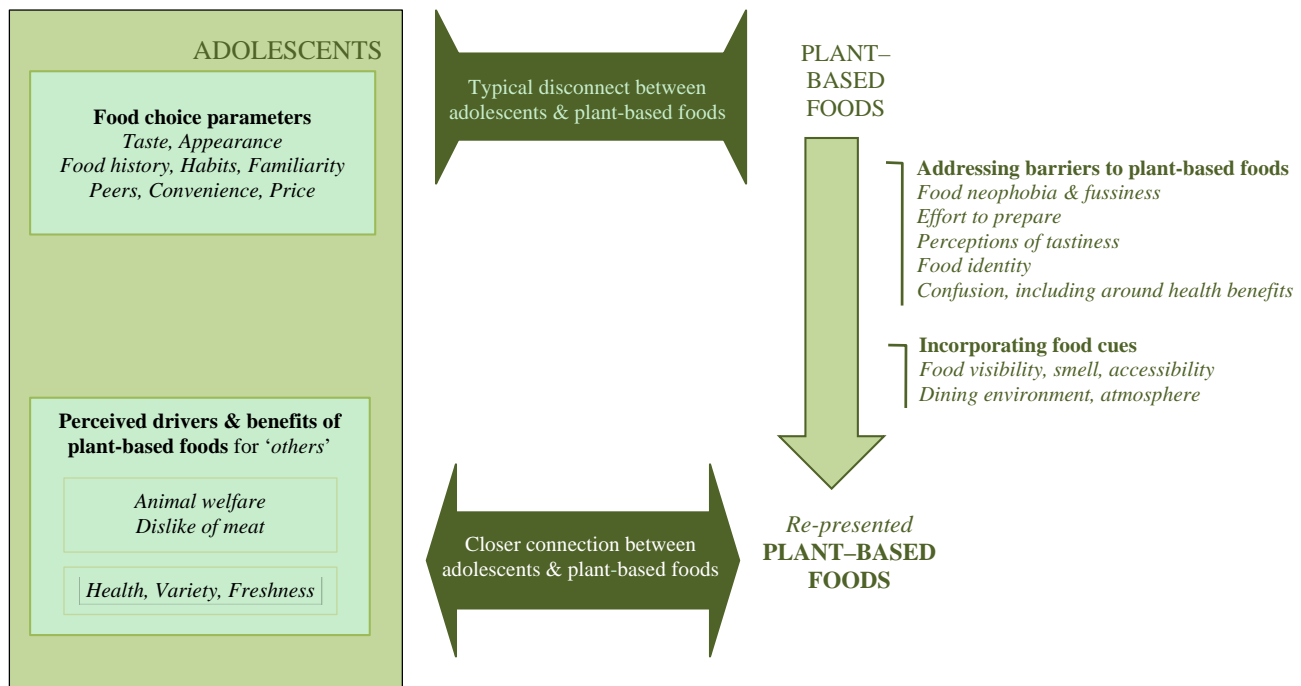 ADOLESCENTS
Food choice parameters
Taste, Appearance
Food history, Habits, Familiarity
Peers, Convenience, Price
Perceived drivers & benefits of
plant-based foods for ‘others’
Animal welfare
Dislike of meat
Health, Variety, Freshness
Typical disconnect between
adolescents & plant-based foods
Closer connection between
adolescents & plant-based foods
PLANT–
BASED
FOODS
Addressing barriers to plant-based foods
Food neophobia & fussiness
Effort to prepare
Perceptions of tastiness
Food identity
Confusion, including around health benefits
Incorporating food cues
Food visibility, smell, accessibility
Dining environment, atmosphere
Re-presented
PLANT–BASED
FOODS